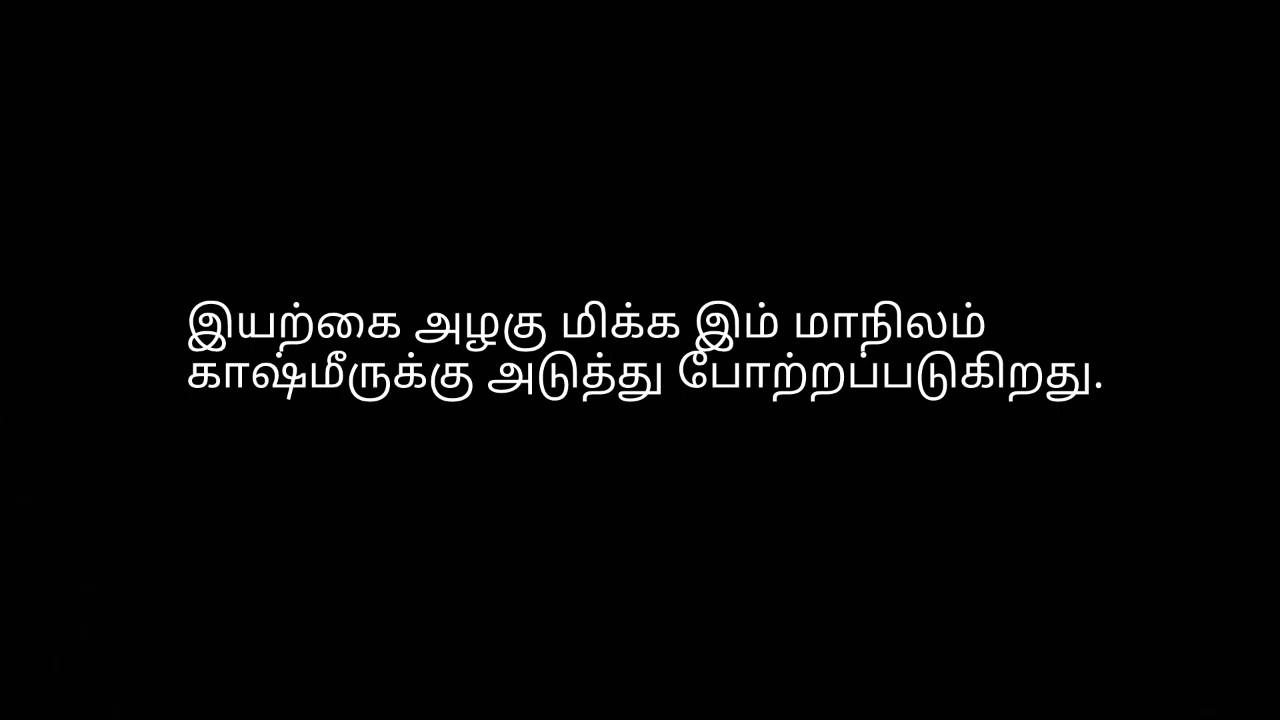 இயற்கை அழகு மிக்க இம் மாநிலம்
காஷ்மீருக்கு அடுத்து போற்றப்படுகிறது.